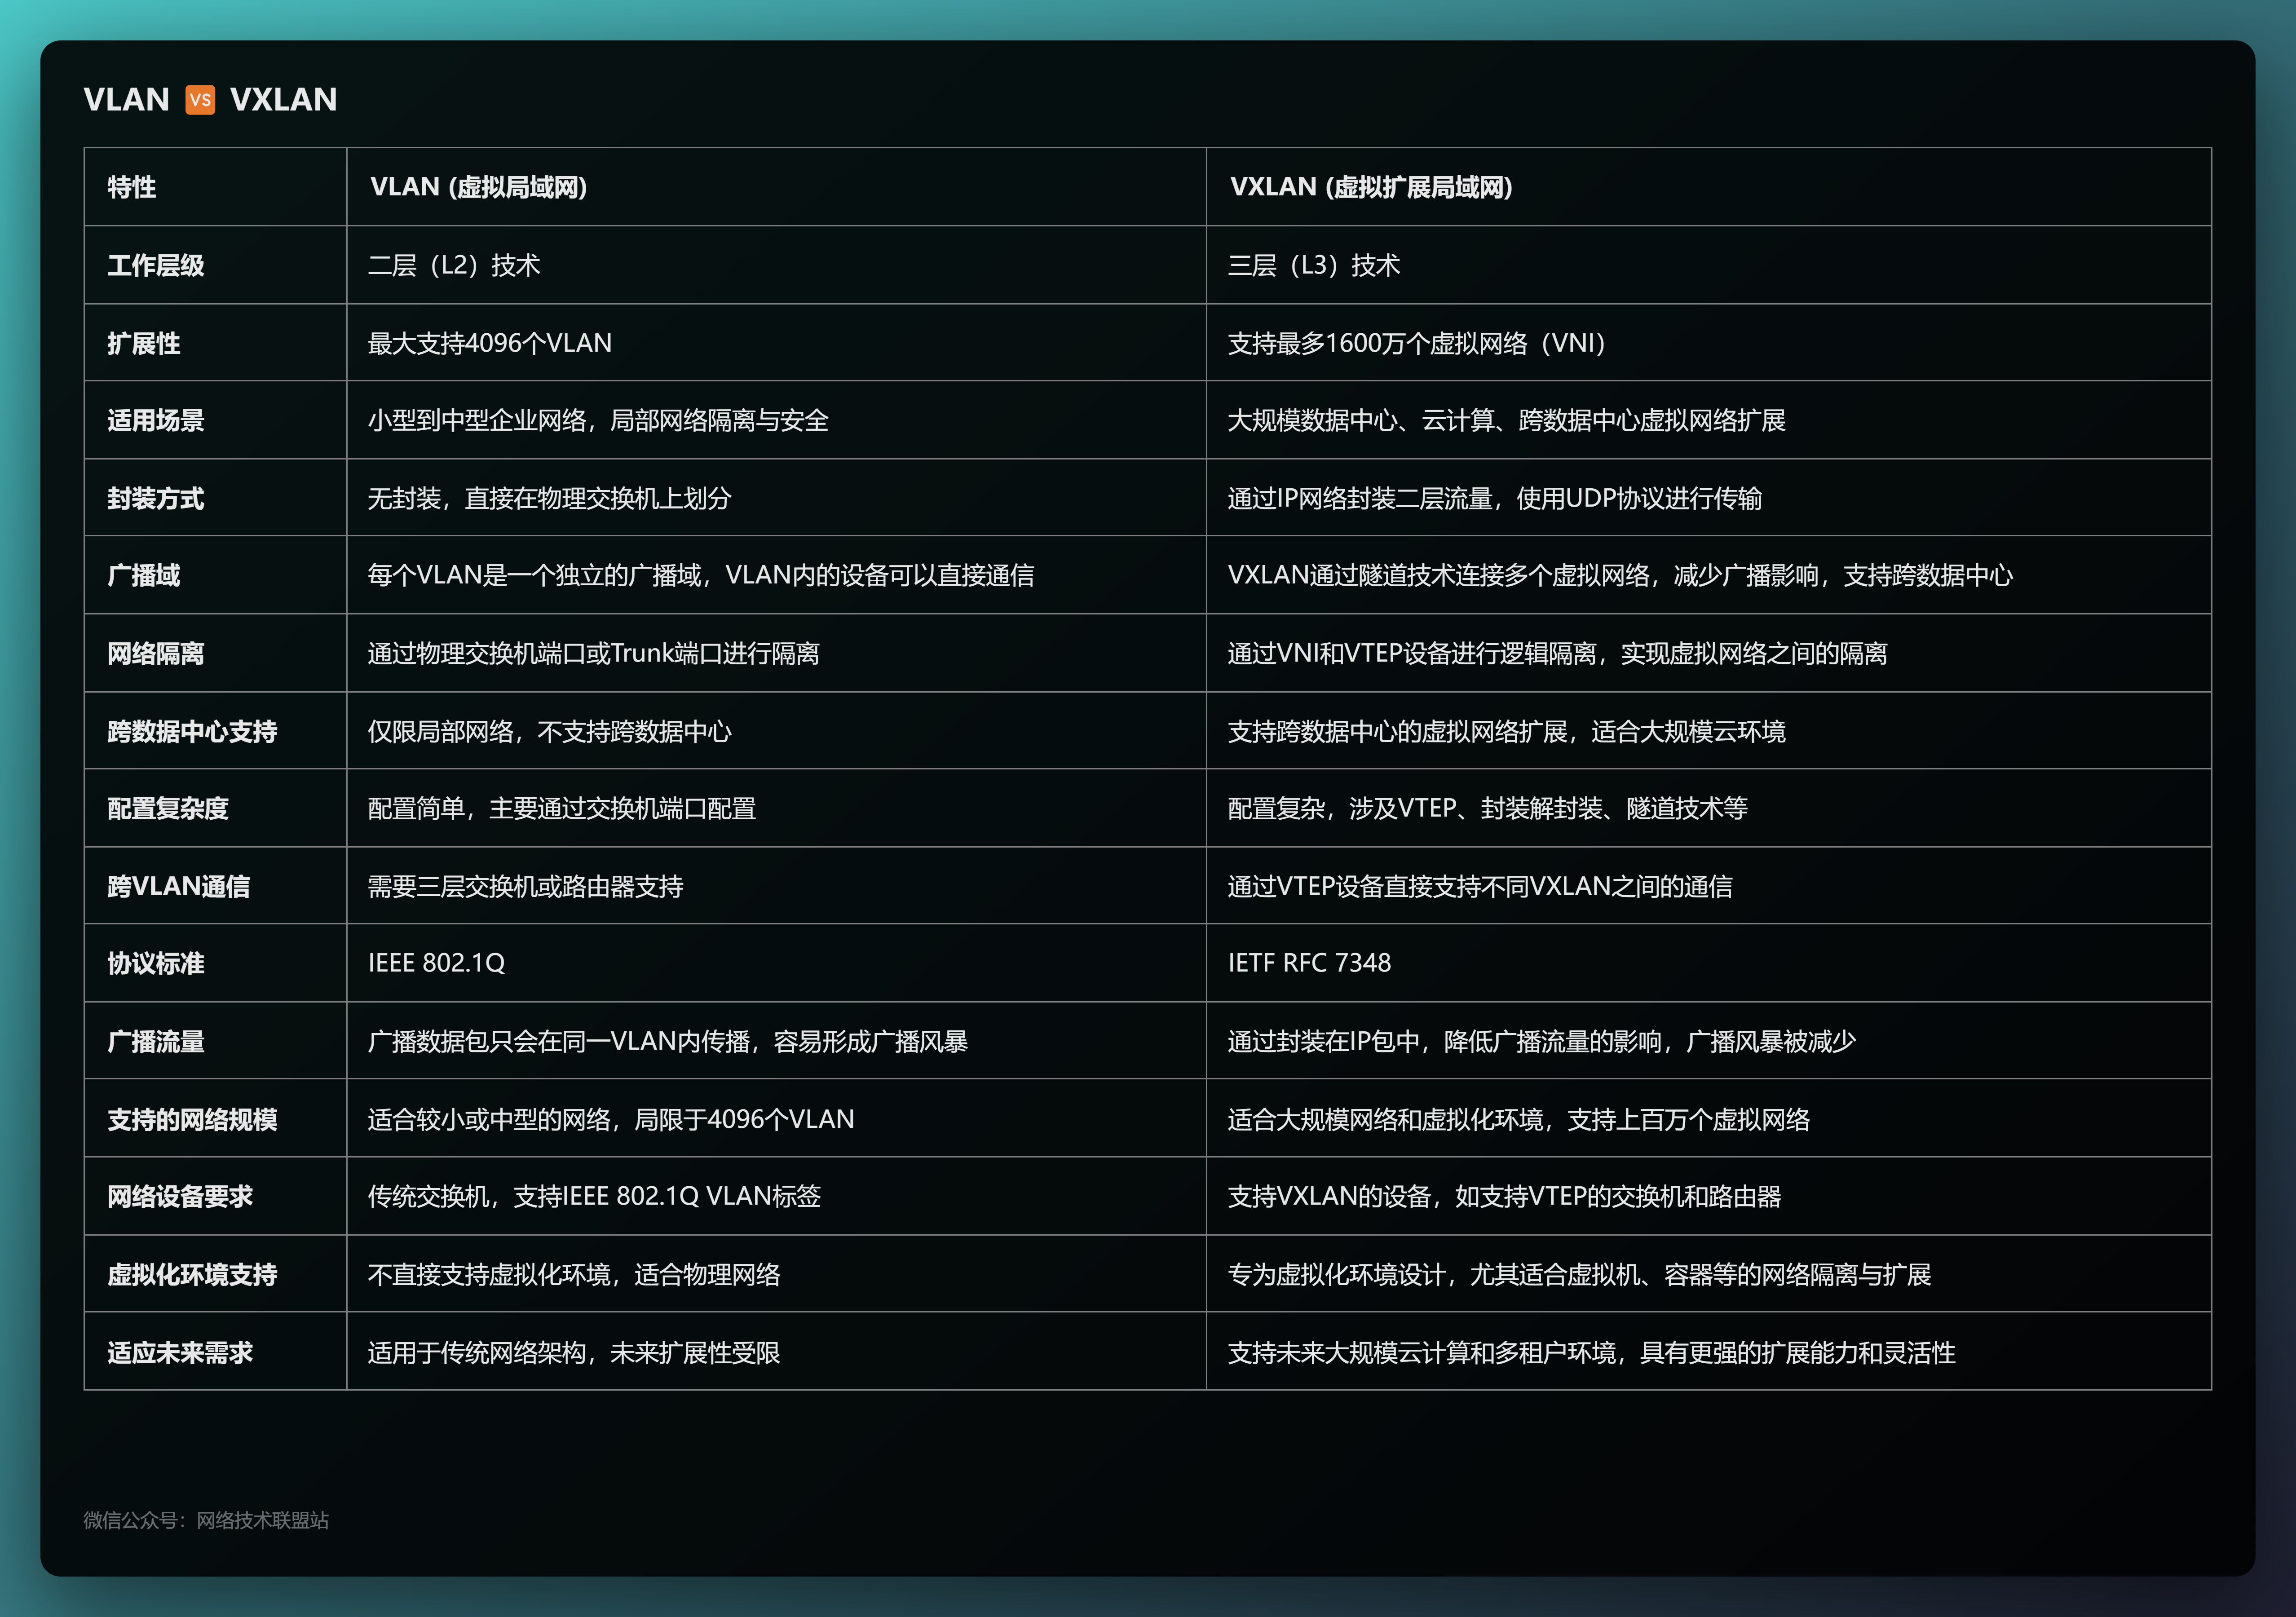 VLAN VS VXLAN
特性 VLAN (虚拟局域网) VXLAN (虚拟扩展局域网)
工作层级 二层（L2）技术 三层（L3）技术
扩展性 最大支持4096个VLAN 支持最多1600万个虚拟网络（VNI）
适用场景 小型到中型企业网络，局部网络隔离与安全 大规模数据中心、云计算、跨数据中心虚拟网络扩展
封装方式 无封装，直接在物理交换机上划分 通过IP网络封装二层流量，使用UDP协议进行传输
广播域 每个VLAN是一个独立的广播域，VLAN内的设备可以直接通信 VXLAN通过隧道技术连接多个虚拟网络，减少广播影响，支持跨数据中心
网络隔离 通过物理交换机端口或Trunk端口进行隔离 通过VNI和VTEP设备进行逻辑隔离，实现虚拟网络之间的隔离
跨数据中心支持 仅限局部网络，不支持跨数据中心 支持跨数据中心的虚拟网络扩展，适合大规模云环境
配置复杂度 配置简单，主要通过交换机端口配置 配置复杂，涉及VTEP、封装解封装、隧道技术等
跨VLAN通信 需要三层交换机或路由器支持 通过VTEP设备直接支持不同VXLAN之间的通信
协议标准 IEEE 802.1Q IETF RFC 7348
广播流量 广播数据包只会在同一VLAN内传播，容易形成广播风暴 通过封装在IP包中，降低广播流量的影响，广播风暴被减少
支持的网络规模 适合较小或中型的网络，局限于4096个VLAN 适合大规模网络和虚拟化环境，支持上百万个虚拟网络
网络设备要求 传统交换机，支持IEEE 802.1Q VLAN标签 支持VXLAN的设备，如支持VTEP的交换机和路由器
虚拟化环境支持 不直接支持虚拟化环境，适合物理网络 专为虚拟化环境设计，尤其适合虚拟机、容器等的网络隔离与扩展
适应未来需求 适用于传统网络架构，未来扩展性受限 支持未来大规模云计算和多租户环境，具有更强的扩展能力和灵活性
微信公众号：网络技术联盟站